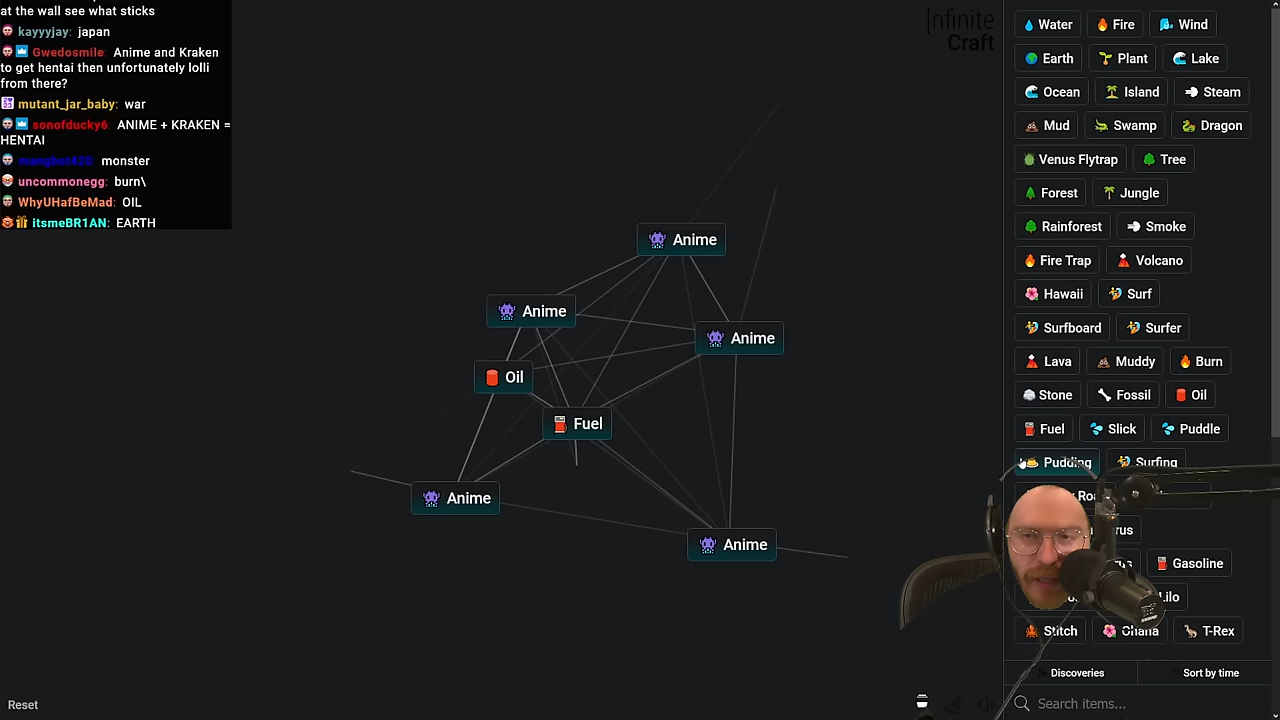 at the wall see what sticks
kayyyjay: japan
Gwedosmile: Anime and Kraken
to get hentai then unfortunately lolli
from there?
mutant_jar_baby: war
sonofducky6: ANIME + KRAKEN =
HENTAI
monster
uncommonegg: burn\
WhyUHafBeMad: OIL
itsmeBR1AN: EARTH
Infinite
Craft
Anime
Anime
Anime
Oil
Fuel
Anime
Anime
Reset
Water Fire Wind
Earth Plant Lake
Ocean Island Steam
Mud Swamp Dragon
Venus Flytrap Tree
Forest Jungle
Rainforest Smoke
Fire Trap Volcano
Hawaii Surf
Surfboard Surfer
Lava Muddy Burn
Stone Fossil Oil
Fuel Slick Puddle
Pudding Surfing
Gasoline
Lilo
Stitch Ohana T-Rex
Discoveries Sort by time
Search items...